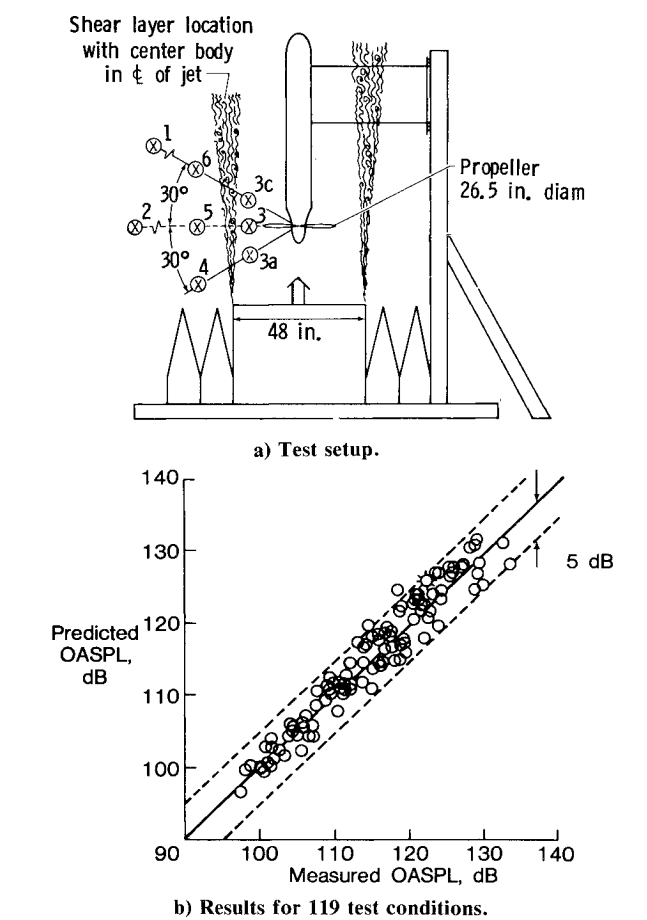 Shear layer location
with center body
in ℄ of jet
1
6
3c
30°
2
5
3
30°
4
3a
Propeller
26.5 in. diam
48 in.
a) Test setup.
140
130
5 dB
Predicted
OASPL,
dB
120
110
100
90
100
110
120
130
140
Measured OASPL, dB
b) Results for 119 test conditions.